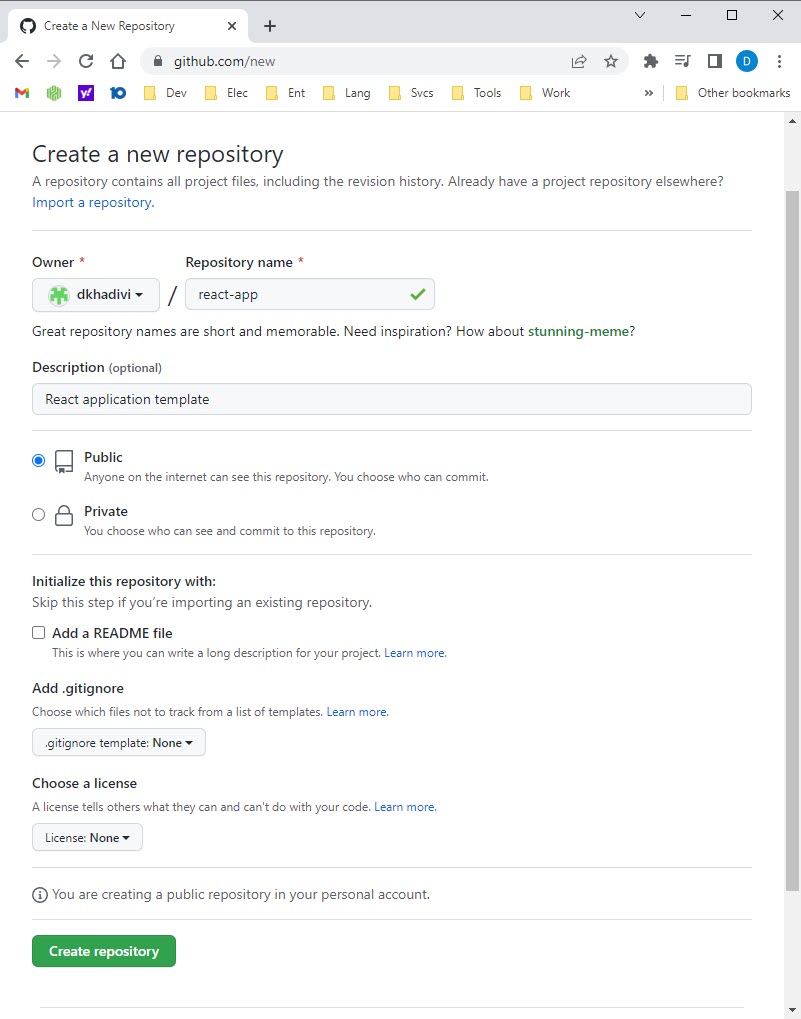 Create a New Repository
github.com/new
D
y!
10
Dev
Elec
Ent
Lang
Svcs
Tools
Work
»
Other bookmarks
Create a new repository
A repository contains all project files, including the revision history. Already have a project repository elsewhere?
Import a repository.
Owner *
Repository name *
dkhadivi
/
react-app
Great repository names are short and memorable. Need inspiration? How about stunning-meme?
Description (optional)
React application template
Public
Anyone on the internet can see this repository. You choose who can commit.
Private
You choose who can see and commit to this repository.
Initialize this repository with:
Skip this step if you’re importing an existing repository.
Add a README file
This is where you can write a long description for your project. Learn more.
Add .gitignore
Choose which files not to track from a list of templates. Learn more.
.gitignore template: None
Choose a license
A license tells others what they can and can't do with your code. Learn more.
License: None
You are creating a public repository in your personal account.
Create repository